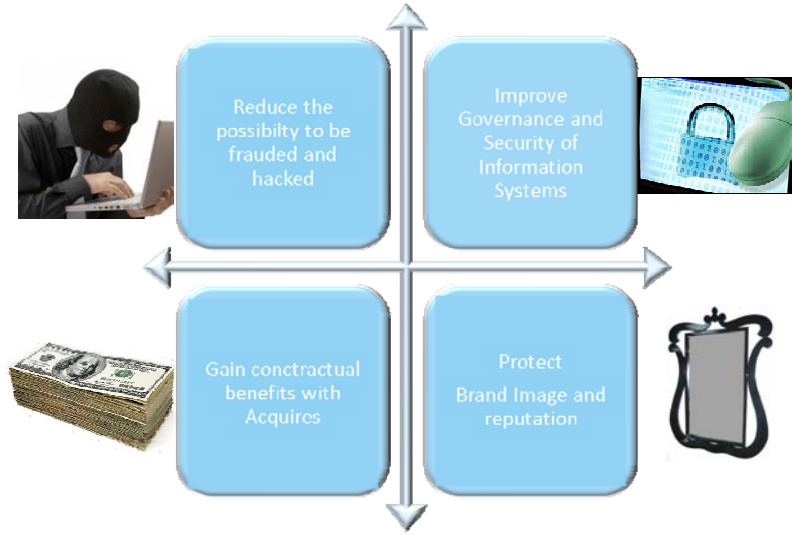 Reduce the
possibilty to be
frauded and
hacked
Improve
Governance and
Security of
Information
Systems
Gain conctractual
benefits with
Acquires
Protect
Brand Image and
reputation